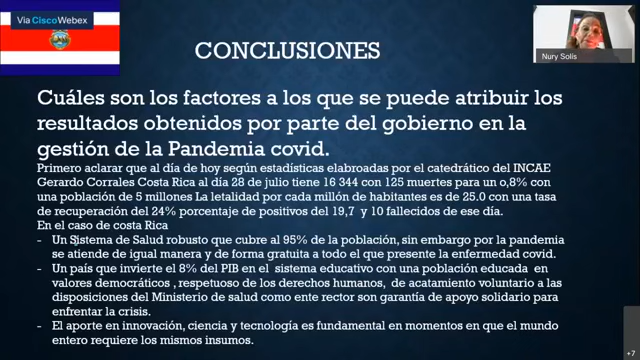 Via Cisco Webex
CONCLUSIONES
Nury Solís
Cuáles son los factores a los que se puede atribuir los
resultados obtenidos por parte del gobierno en la
gestión de la Pandemia covid.
Primero aclarar que al día de hoy según estadísticas elabroadas por el catedrático del INCAE
Gerardo Corrales Costa Rica al día 28 de julio tiene 16 344 con 125 muertes para un 0,8% con
una población de 5 millones La letalidad por cada millón de habitantes es de 25.0 con una tasa
de recuperación del 24% porcentaje de positivos del 19,7 y 10 fallecidos de ese día.
En el caso de costa Rica
- Un Sistema de Salud robusto que cubre al 95% de la población, sin embargo por la pandemia
se atiende de igual manera y de forma gratuita a todo el que presente la enfermedad covid.
- Un país que invierte el 8% del PIB en el sistema educativo con una población educada en
valores democráticos , respetuoso de los derechos humanos, de acatamiento voluntario a las
disposiciones del Ministerio de salud como ente rector son garantía de apoyo solidario para
enfrentar la crisis.
- El aporte en innovación, ciencia y tecnología es fundamental en momentos en que el mundo
entero requiere los mismos insumos.
+7